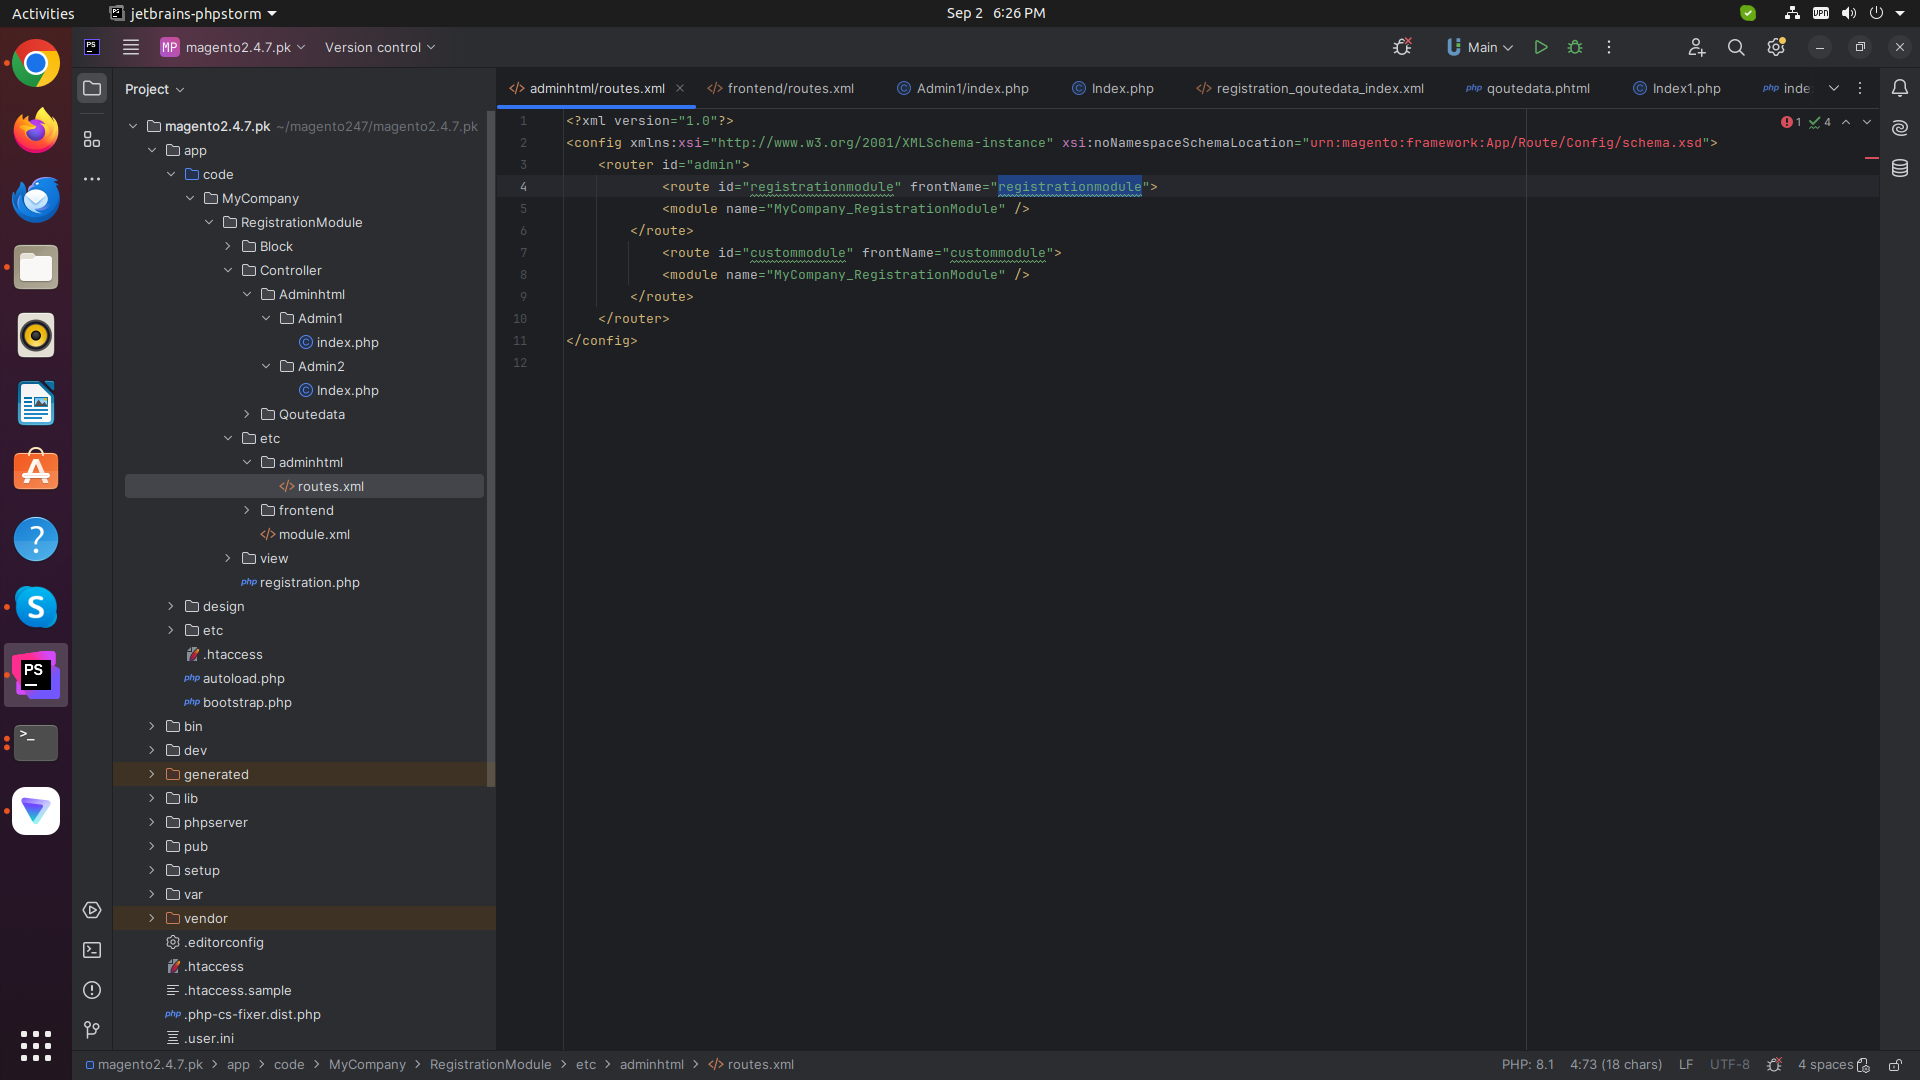 Activities
jetbrains-phpstorm
Sep 2 6:26 PM
VPN
PS
MP magento2.4.7.pk
Version control
Main
Project
adminhtml/routes.xml
frontend/routes.xml
Admin1/index.php
Index.php
registration_qoutedata_index.xml
php qoutedata.phtml
Index1.php
php inde
magento2.4.7.pk ~/magento247/magento2.4.7.pk
app
code
MyCompany
RegistrationModule
Block
Controller
Adminhtml
Admin1
index.php
Admin2
Index.php
Qoutedata
etc
adminhtml
routes.xml
frontend
module.xml
view
php registration.php
design
etc
.htaccess
php autoload.php
php bootstrap.php
bin
dev
generated
lib
phpserver
pub
setup
var
vendor
.editorconfig
.htaccess
.htaccess.sample
php .php-cs-fixer.dist.php
.user.ini
1 <?xml version="1.0"?>
2 <config xmlns:xsi="http://www.w3.org/2001/XMLSchema-instance" xsi:noNamespaceSchemaLocation="urn:magento:framework:App/Route/Config/schema.xsd">
3 <router id="admin">
4 <route id="registrationmodule" frontName="registrationmodule">
5 <module name="MyCompany_RegistrationModule" />
6 </route>
7 <route id="custommodule" frontName="custommodule">
8 <module name="MyCompany_RegistrationModule" />
9 </route>
10 </router>
11 </config>
12
1 4
S
PS
magento2.4.7.pk > app > code > MyCompany > RegistrationModule > etc > adminhtml > routes.xml
PHP: 8.1 4:73 (18 chars) LF UTF-8 4 spaces